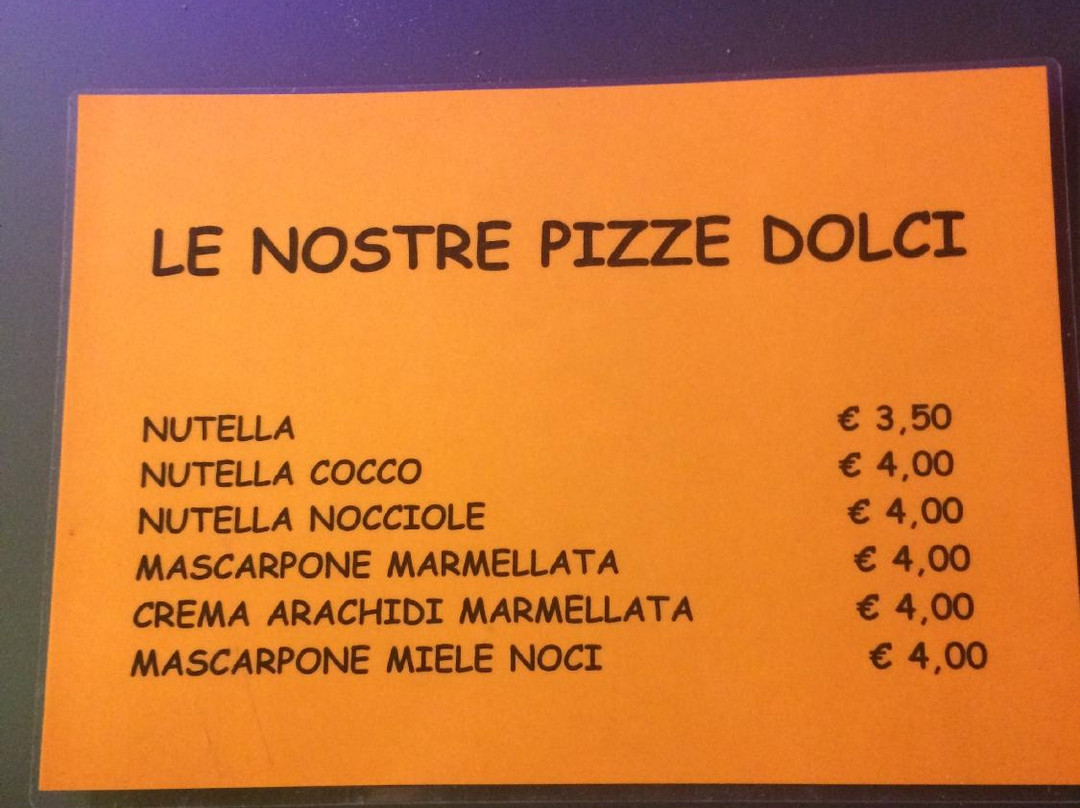 LE NOSTRE PIZZE DOLCI
NUTELLA € 3,50
NUTELLA COCCO € 4,00
NUTELLA NOCCIOLE € 4,00
MASCARPONE MARMELLATA € 4,00
CREMA ARACHIDI MARMELLATA € 4,00
MASCARPONE MIELE NOCI € 4,00